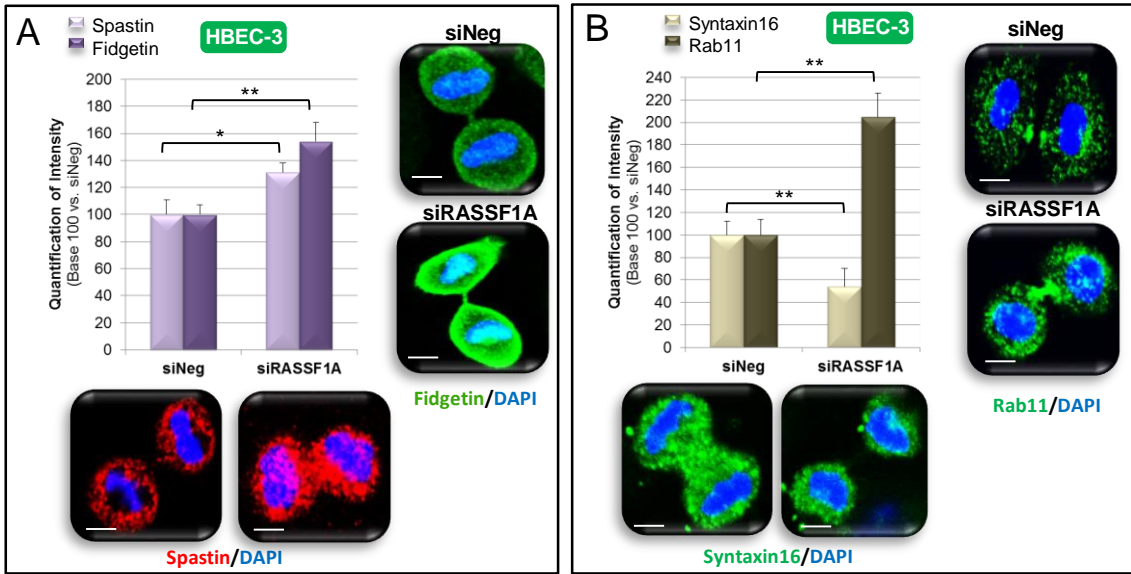 A
Spastin
Fidgetin
HBEC-3
siNeg
200
180
160
140
120
100
80
60
40
20
0
Quantification of Intensity
(Base 100 vs. siNeg)
**
*
siNeg
siRASSF1A
siRASSF1A
Fidgetin/DAPI
Spastin/DAPI
B
Syntaxin16
Rab11
HBEC-3
siNeg
240
220
200
180
160
140
120
100
80
60
40
20
0
Quantification of Intensity
(Base 100 vs. siNeg)
**
**
siNeg
siRASSF1A
siRASSF1A
Rab11/DAPI
Syntaxin16/DAPI